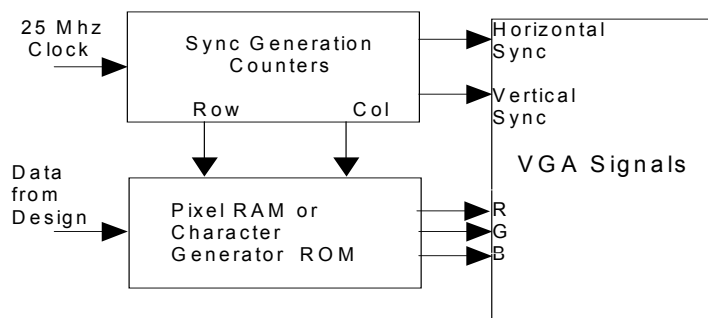 25 Mhz
Clock
Sync Generation
Counters
Row
Col
Horizontal
Sync
Vertical
Sync
VGA Signals
Data
from
Design
Pixel RAM or
Character
Generator ROM
R
G
B